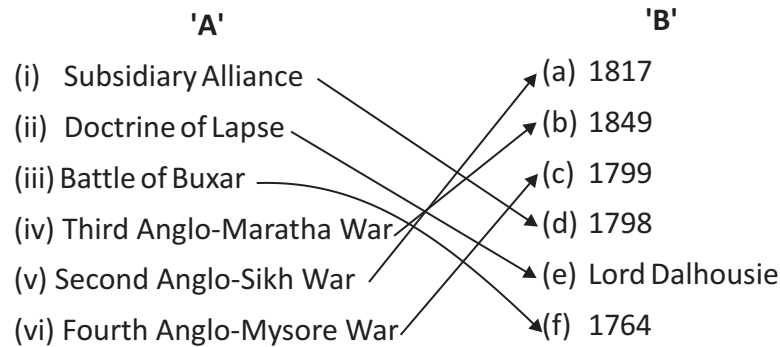 'A' 'B'
(i) Subsidiary Alliance (a) 1817
(ii) Doctrine of Lapse (b) 1849
(iii) Battle of Buxar (c) 1799
(iv) Third Anglo-Maratha War (d) 1798
(v) Second Anglo-Sikh War (e) Lord Dalhousie
(vi) Fourth Anglo-Mysore War (f) 1764